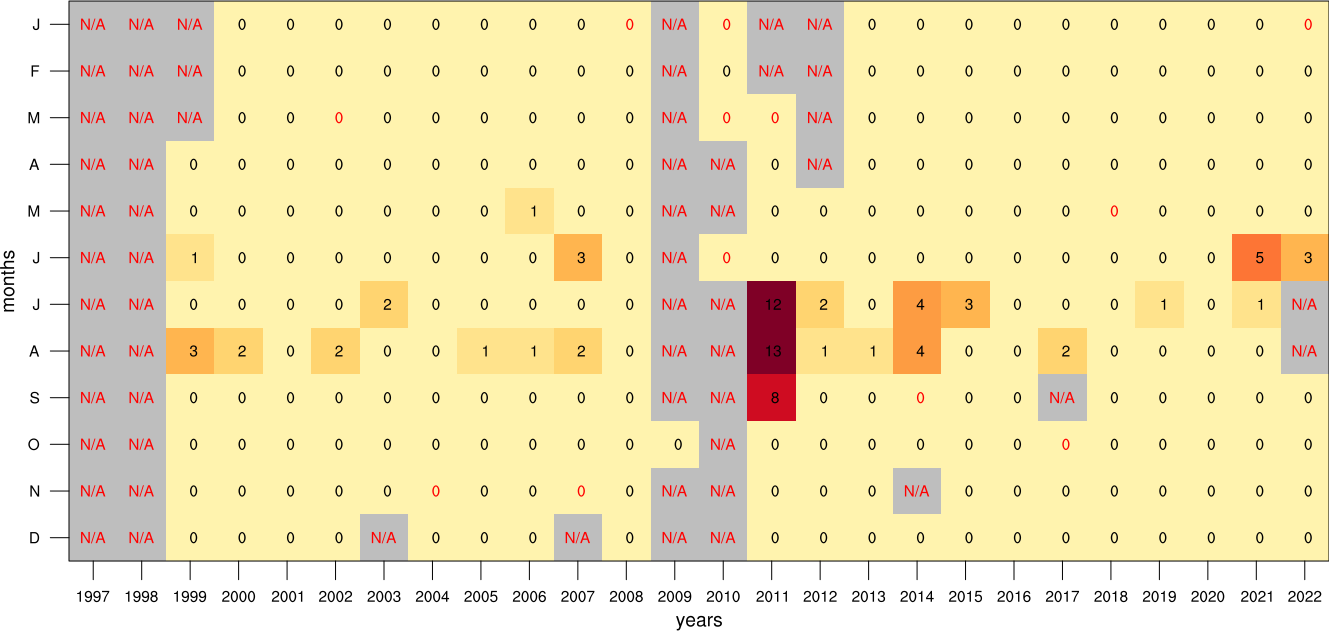 J N/A N/A N/A 0 0 0 0 0 0 0 0 0 N/A 0 N/A N/A 0 0 0 0 0 0 0 0 0 0
F N/A N/A N/A 0 0 0 0 0 0 0 0 0 N/A 0 N/A N/A 0 0 0 0 0 0 0 0 0 0
M N/A N/A N/A 0 0 0 0 0 0 0 0 0 N/A 0 0 N/A 0 0 0 0 0 0 0 0 0 0
A N/A N/A 0 0 0 0 0 0 0 0 0 0 N/A N/A 0 N/A 0 0 0 0 0 0 0 0 0 0
M N/A N/A 0 0 0 0 0 0 0 1 0 0 N/A N/A 0 0 0 0 0 0 0 0 0 0 0 0
J N/A N/A 1 0 0 0 0 0 0 0 3 0 N/A 0 0 0 0 0 0 0 0 0 0 0 5 3
months
J N/A N/A 0 0 0 0 2 0 0 0 0 0 N/A N/A 12 2 0 4 3 0 0 0 1 0 1 N/A
A N/A N/A 3 2 0 2 0 0 1 1 2 0 N/A N/A 13 1 1 4 0 0 2 0 0 0 0 N/A
S N/A N/A 0 0 0 0 0 0 0 0 0 0 N/A N/A 8 0 0 0 0 0 N/A 0 0 0 0 0
O N/A N/A 0 0 0 0 0 0 0 0 0 0 0 N/A 0 0 0 0 0 0 0 0 0 0 0 0
N N/A N/A 0 0 0 0 0 0 0 0 0 0 N/A N/A 0 0 0 N/A 0 0 0 0 0 0 0 0
D N/A N/A 0 0 0 0 N/A 0 0 0 N/A 0 N/A N/A 0 0 0 0 0 0 0 0 0 0 0 0
1997 1998 1999 2000 2001 2002 2003 2004 2005 2006 2007 2008 2009 2010 2011 2012 2013 2014 2015 2016 2017 2018 2019 2020 2021 2022
years